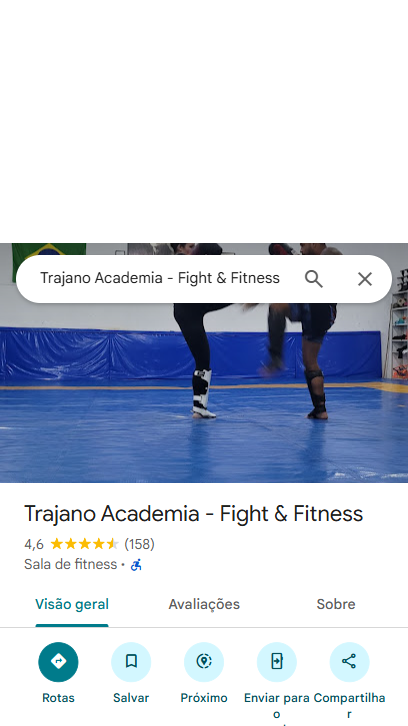 Trajano Academia - Fight & Fitness
Trajano Academia - Fight & Fitness
4,6 (158)
Sala de fitness •
Visão geral Avaliações Sobre
Rotas Salvar Próximo Enviar para o Compartilhar